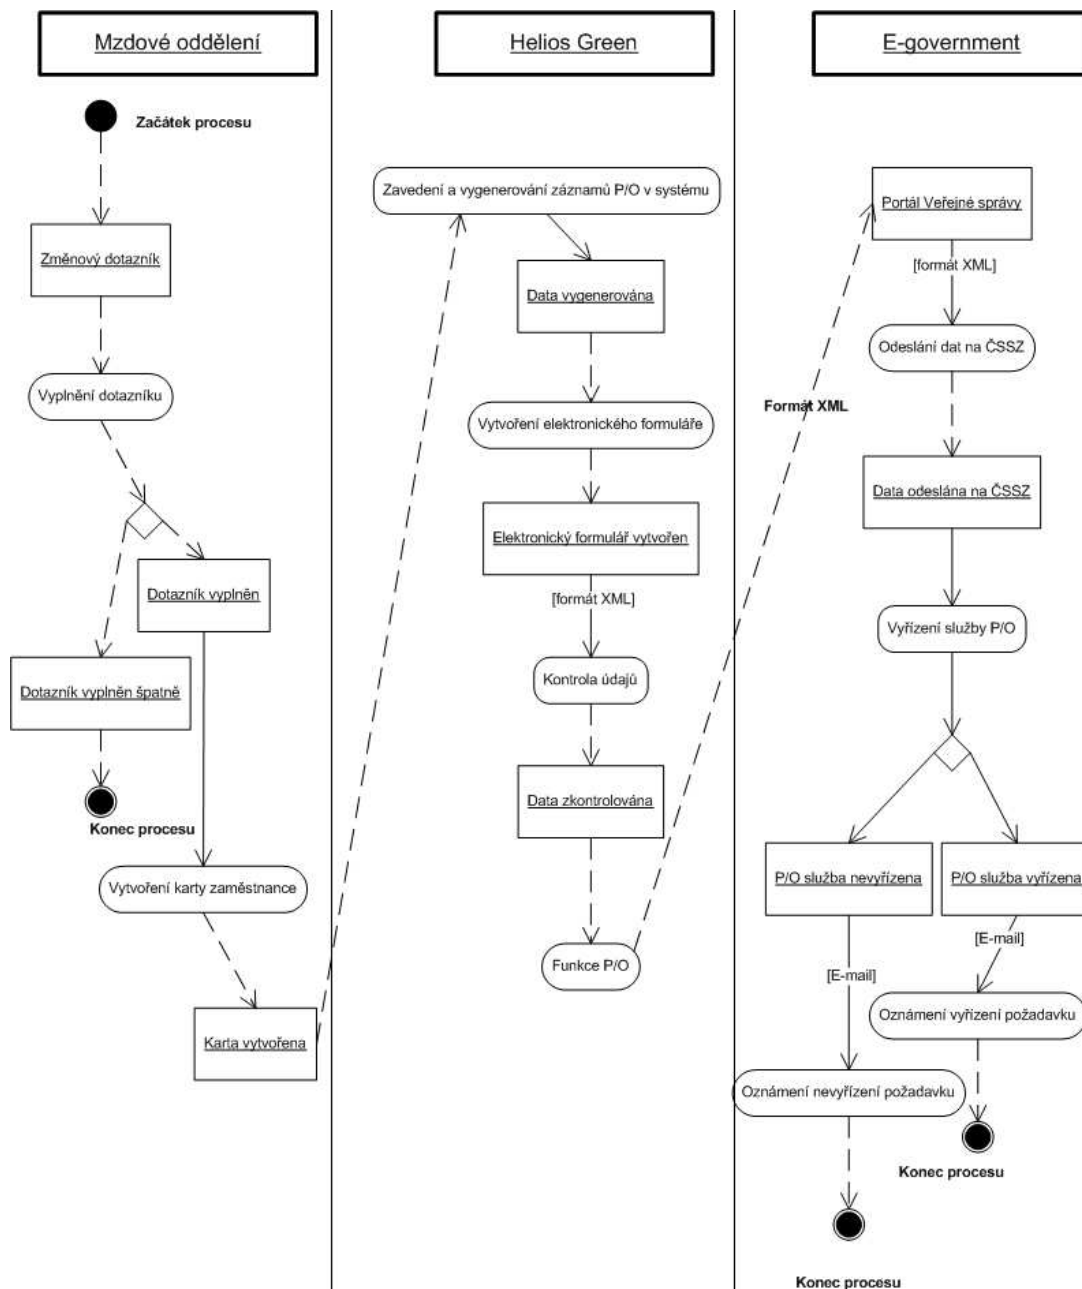 Mzdové oddělení
Začátek procesu
Změnový dotazník
Vyplnění dotazníku
Dotazník vyplněn
Dotazník vyplněn špatně
Konec procesu
Vytvoření karty zaměstnance
Karta vytvořena
Helios Green
Zavedení a vygenerování záznamů P/O v systému
Data vygenerována
Vytvoření elektronického formuláře
Elektronický formulář vytvořen
[formát XML]
Kontrola údajů
Data zkontrolována
Funkce P/O
Formát XML
E-government
Portál Veřejné správy
[formát XML]
Odeslání dat na ČSSZ
Data odeslána na ČSSZ
Vyřízení služby P/O
P/O služba nevyřízena
P/O služba vyřízena
[E-mail]
[E-mail]
Oznámení vyřízení požadavku
Oznámení nevyřízení požadavku
Konec procesu
Konec procesu